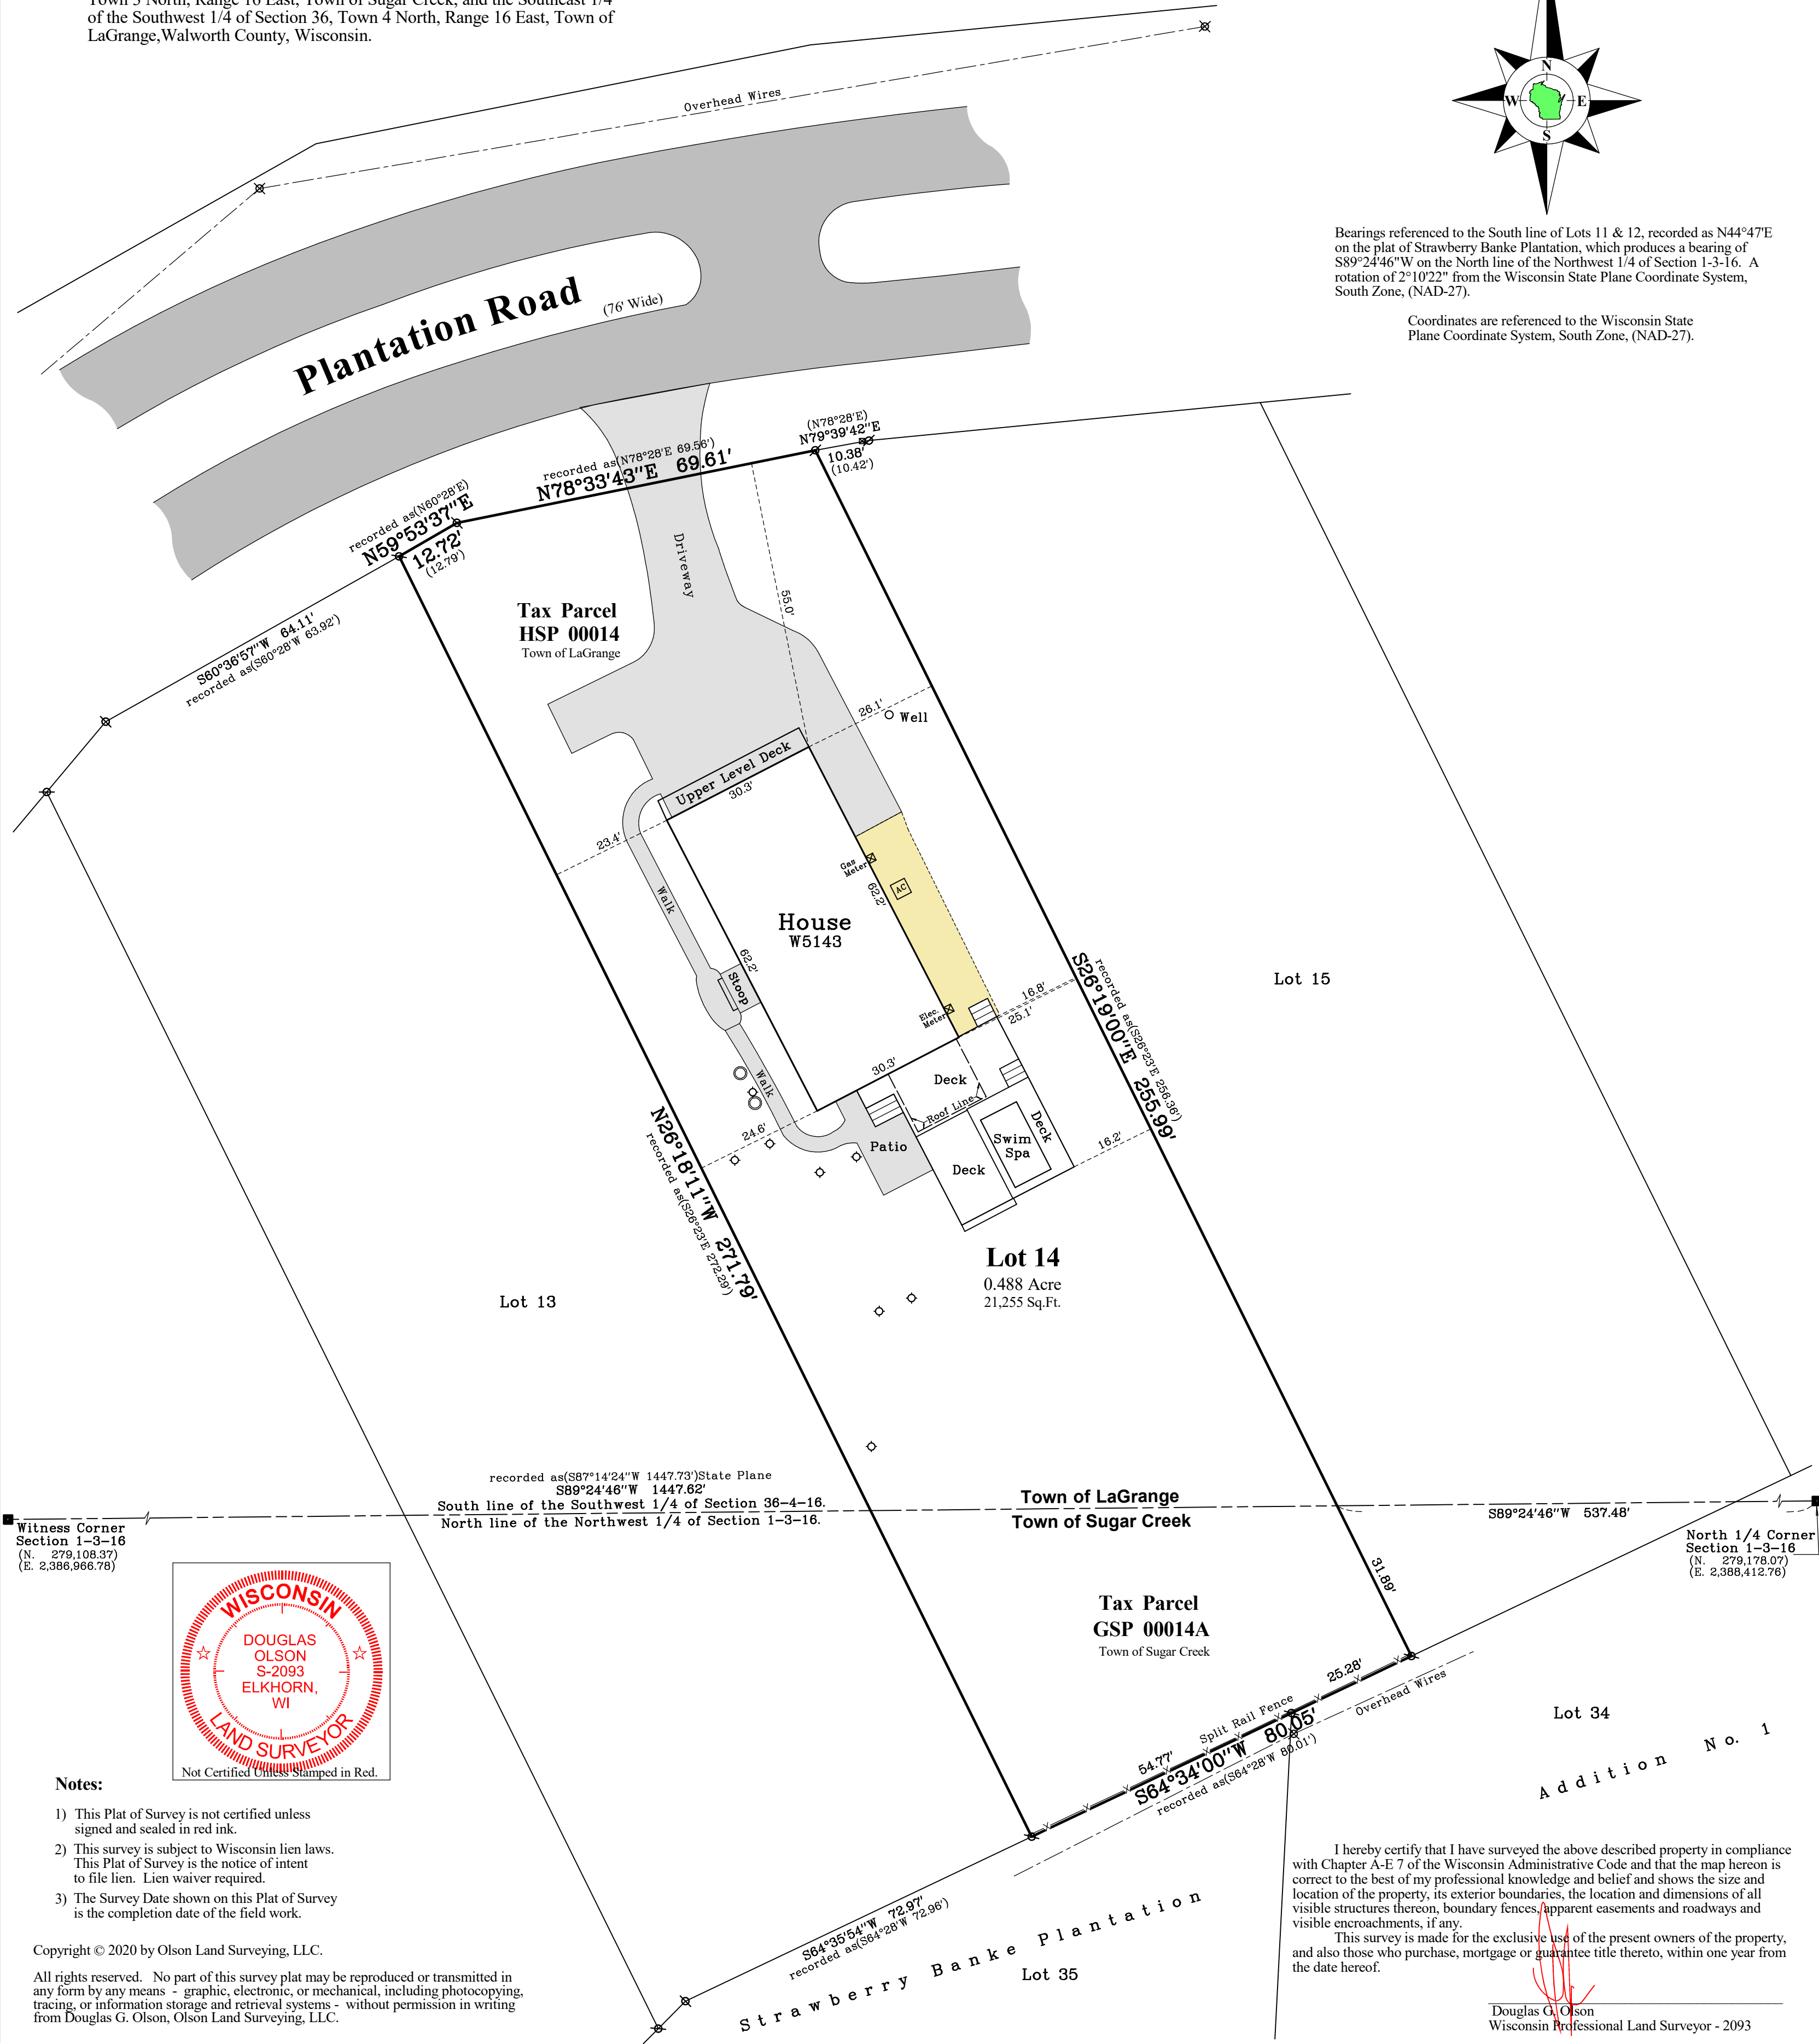 Town 3 North, Range 16 East, Town of Sugar Creek, and the Southeast 1/4
of the Southwest 1/4 of Section 36, Town 4 North, Range 16 East, Town of
LaGrange,Walworth County, Wisconsin.
Overhead Wires
N
W
E
S
Bearings referenced to the South line of Lots 11 & 12, recorded as N44°47'E
on the plat of Strawberry Banke Plantation, which produces a bearing of
S89°24'46"W on the North line of the Northwest 1/4 of Section 1-3-16. A
rotation of 2°10'22" from the Wisconsin State Plane Coordinate System,
South Zone, (NAD-27).
Coordinates are referenced to the Wisconsin State
Plane Coordinate System, South Zone, (NAD-27).
Plantation Road
(76' Wide)
(N78°28'E)
N79°39'42"E
10.38'
(10.42')
recorded as(N78°28'E 69.56')
N78°33'43"E 69.61'
recorded as(N60°28'E)
N59°53'37"E
12.72'
(12.79')
S60°36'57"W 64.11'
recorded as(S60°28'W 63.92')
Driveway
55.0'
Tax Parcel
HSP 00014
Town of LaGrange
26.1'
Well
Upper Level Deck
30.3'
23.4'
Walk
Gas
Meter
62.2'
AC
House
W5143
62.2'
Stoop
Elec.
Meter
16.8'
25.1'
S26°19'00"E 255.99'
recorded as(S26°23'E 256.36')
Lot 15
30.3'
Walk
Deck
Roof Line
Deck
Swim
Spa
Patio
Deck
24.6'
16.2'
N26°18'11"W 271.79'
recorded as(S26°23'E 272.29')
Lot 14
0.488 Acre
21,255 Sq.Ft.
Lot 13
recorded as(S87°14'24"W 1447.73')State Plane
S89°24'46"W 1447.62'
South line of the Southwest 1/4 of Section 36-4-16.
North line of the Northwest 1/4 of Section 1-3-16.
Town of LaGrange
Town of Sugar Creek
S89°24'46"W 537.48'
Witness Corner
Section 1-3-16
(N. 279,108.37)
(E. 2,386,966.78)
North 1/4 Corner
Section 1-3-16
(N. 279,178.07)
(E. 2,388,412.76)
31.89'
Tax Parcel
GSP 00014A
Town of Sugar Creek
WISCONSIN
DOUGLAS
OLSON
S-2093
ELKHORN,
WI
LAND SURVEYOR
Not Certified Unless Stamped in Red.
25.28'
Split Rail Fence
Overhead Wires
54.77'
S64°34'00"W 80.05'
recorded as(S64°28'W 80.01')
Lot 34
Addition No. 1
Notes:
1) This Plat of Survey is not certified unless
signed and sealed in red ink.
2) This survey is subject to Wisconsin lien laws.
This Plat of Survey is the notice of intent
to file lien. Lien waiver required.
3) The Survey Date shown on this Plat of Survey
is the completion date of the field work.
Copyright © 2020 by Olson Land Surveying, LLC.
All rights reserved. No part of this survey plat may be reproduced or transmitted in
any form by any means - graphic, electronic, or mechanical, including photocopying,
tracing, or information storage and retrieval systems - without permission in writing
from Douglas G. Olson, Olson Land Surveying, LLC.
S64°35'54"W 72.97'
recorded as(S64°28'W 72.96')
Strawberry Banke Plantation
Lot 35
I hereby certify that I have surveyed the above described property in compliance
with Chapter A-E 7 of the Wisconsin Administrative Code and that the map hereon is
correct to the best of my professional knowledge and belief and shows the size and
location of the property, its exterior boundaries, the location and dimensions of all
visible structures thereon, boundary fences, apparent easements and roadways and
visible encroachments, if any.
This survey is made for the exclusive use of the present owners of the property,
and also those who purchase, mortgage or guarantee title thereto, within one year from
the date hereof.
Douglas G. Olson
Wisconsin Professional Land Surveyor - 2093